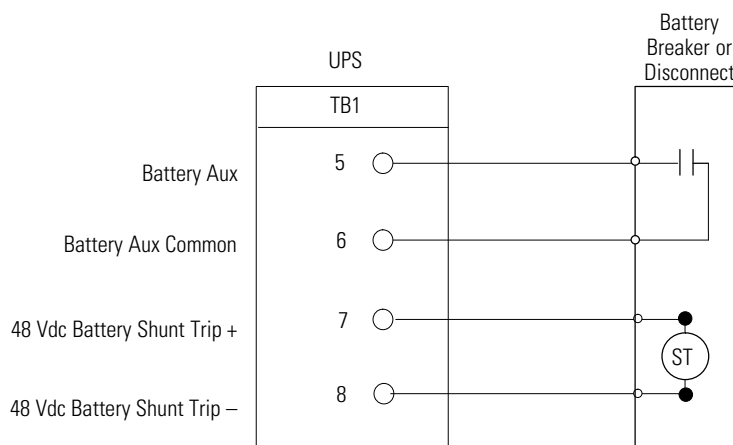 Battery
Breaker or
Disconnect
UPS
TB1
Battery Aux
5
Battery Aux Common
6
48 Vdc Battery Shunt Trip +
7
ST
48 Vdc Battery Shunt Trip –
8